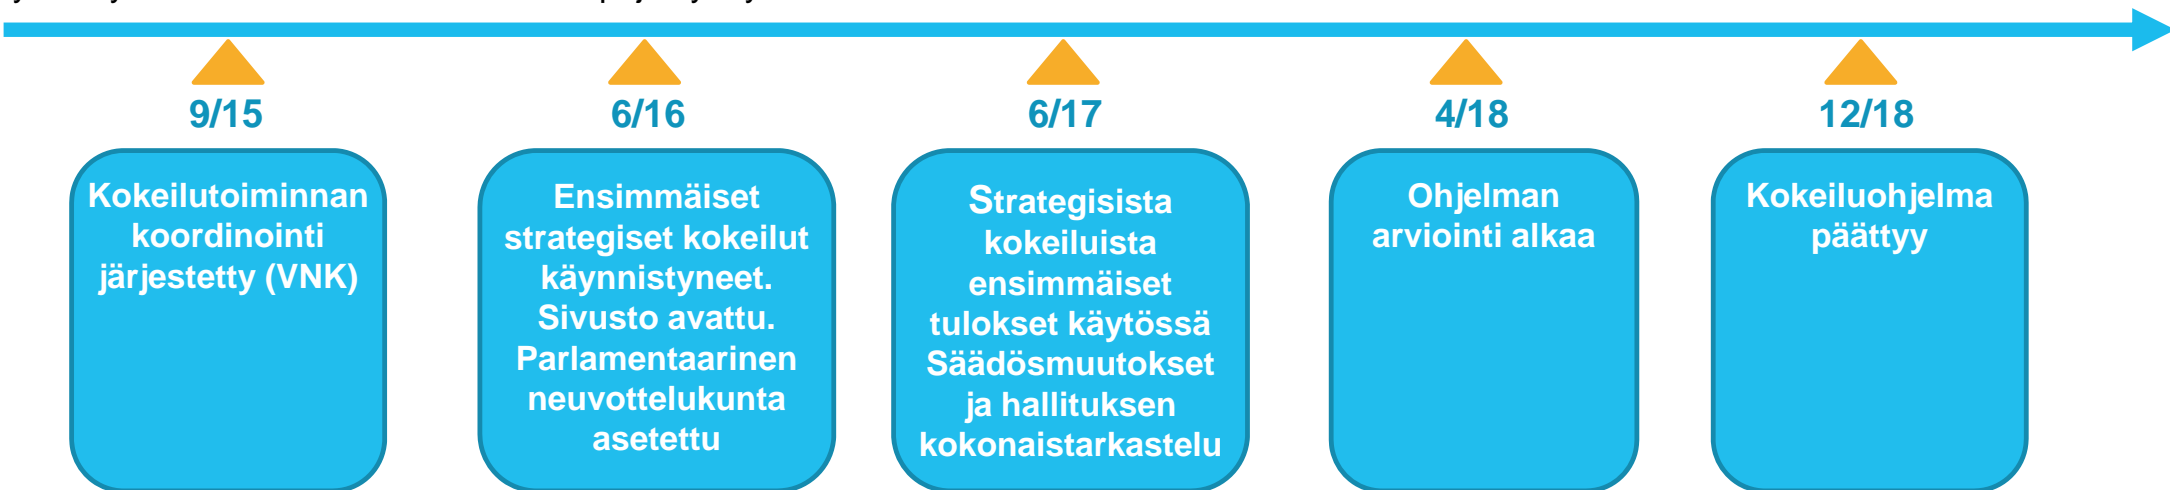 9/15
6/16
6/17
4/18
12/18
Kokeilutoiminnan
koordinointi
järjestetty (VNK)
Ensimmäiset
strategiset kokeilut
käynnistyneet.
Sivusto avattu.
Parlamentaarinen
neuvottelukunta
asetettu
Strategisista
kokeiluista
ensimmäiset
tulokset käytössä
Säädösmuutokset
ja hallituksen
kokonaistarkastelu
Ohjelman
arviointi alkaa
Kokeiluohjelma
päättyy